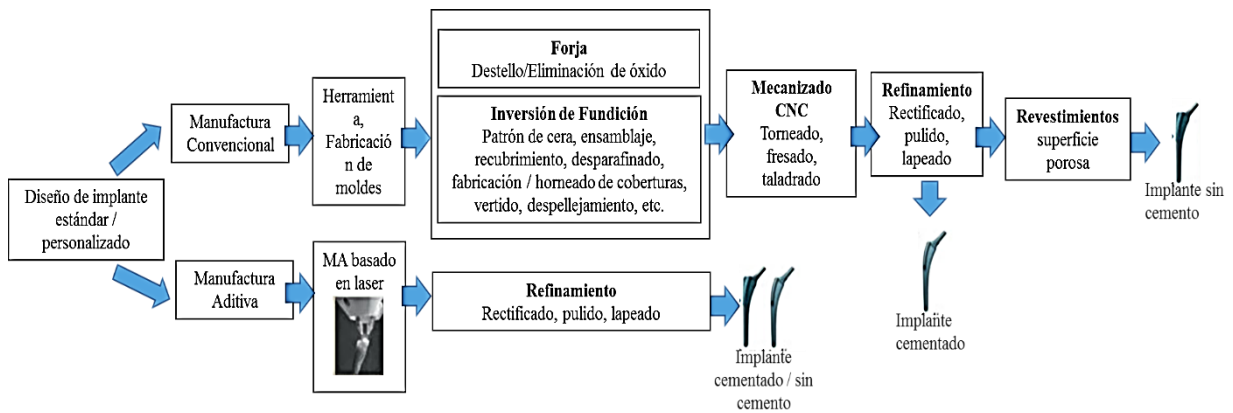 Diseño de implante
estándar /
personalizado
Manufactura
Convencional
Herramienta
a, Fabricació
n de
moldes
Forja
Destello/Eliminación de óxido
Inversión de Fundición
Patrón de cera, ensamblaje,
recubrimiento, desparafinado,
fabricación / horneado de coberturas,
vertido, despellejamiento, etc.
Mecanizado
CNC
Torneado,
fresado,
taladrado
Refinamiento
Rectificado,
pulido,
lapeado
Revestimientos
superficie
porosa
Implante sin
cemento
Implante
cementado
Manufactura
Aditiva
MA basado
en laser
Refinamiento
Rectificado, pulido, lapeado
Implante
cementado / sin
cemento